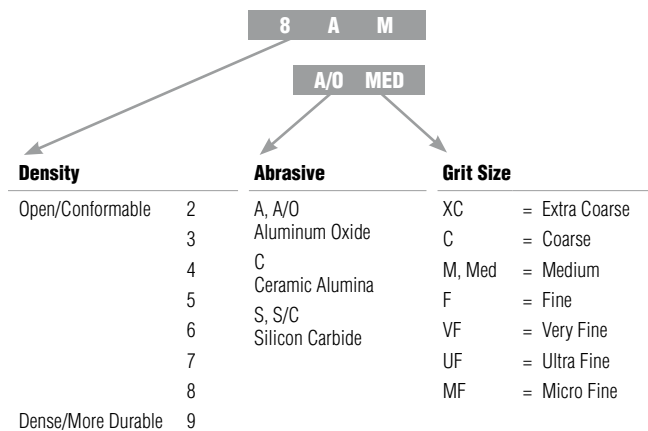 8 A M
A/O MED
Density
Open/Conformable 2
3
4
5
6
7
8
Dense/More Durable 9
Abrasive
A, A/O
Aluminum Oxide
C
Ceramic Alumina
S, S/C
Silicon Carbide
Grit Size
XC = Extra Coarse
C = Coarse
M, Med = Medium
F = Fine
VF = Very Fine
UF = Ultra Fine
MF = Micro Fine